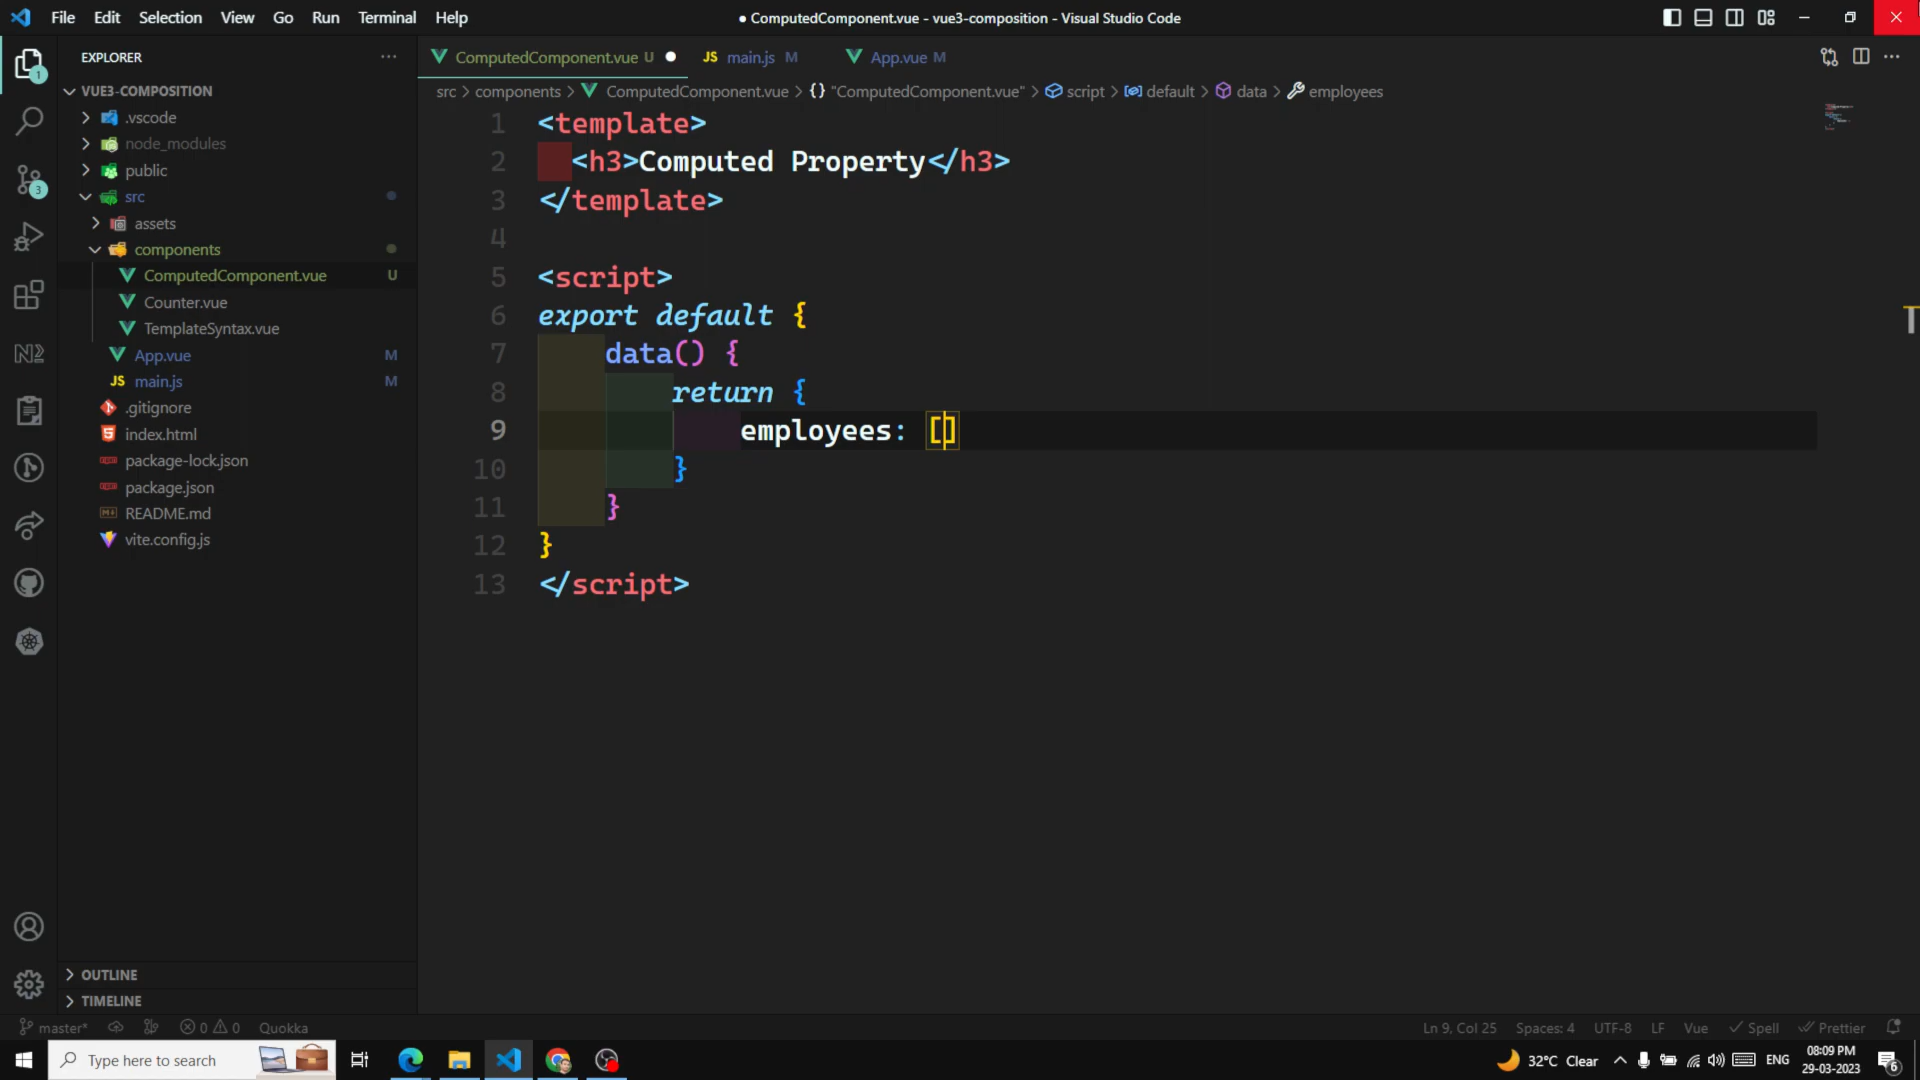 File Edit Selection View Go Run Terminal Help
● ComputedComponent.vue - vue3-composition - Visual Studio Code
EXPLORER
VUE3-COMPOSITION
.vscode
node_modules
public
src
assets
components
ComputedComponent.vue U
Counter.vue
TemplateSyntax.vue
App.vue M
JS main.js M
.gitignore
index.html
package-lock.json
package.json
README.md
vite.config.js
OUTLINE
TIMELINE
1
3
ComputedComponent.vue U ● JS main.js M App.vue M
src > components > ComputedComponent.vue > {} "ComputedComponent.vue" > script > default > data > employees
1 <template>
2 <h3>Computed Property</h3>
3 </template>
4
5 <script>
6 export default {
7 data() {
8 return {
9 employees: []
10 }
11 }
12 }
13 </script>
master* 0 0 Quokka
Ln 9, Col 25 Spaces: 4 UTF-8 LF Vue Spell Prettier
Type here to search
32°C Clear ENG
08:09 PM
29-03-2023
6